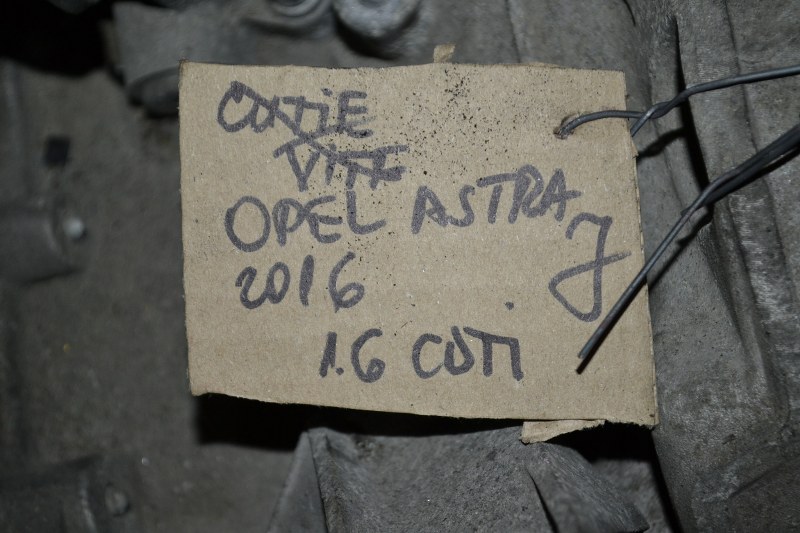 CUTIE
VITE
OPEL ASTRA J
2016
1.6 CDTI